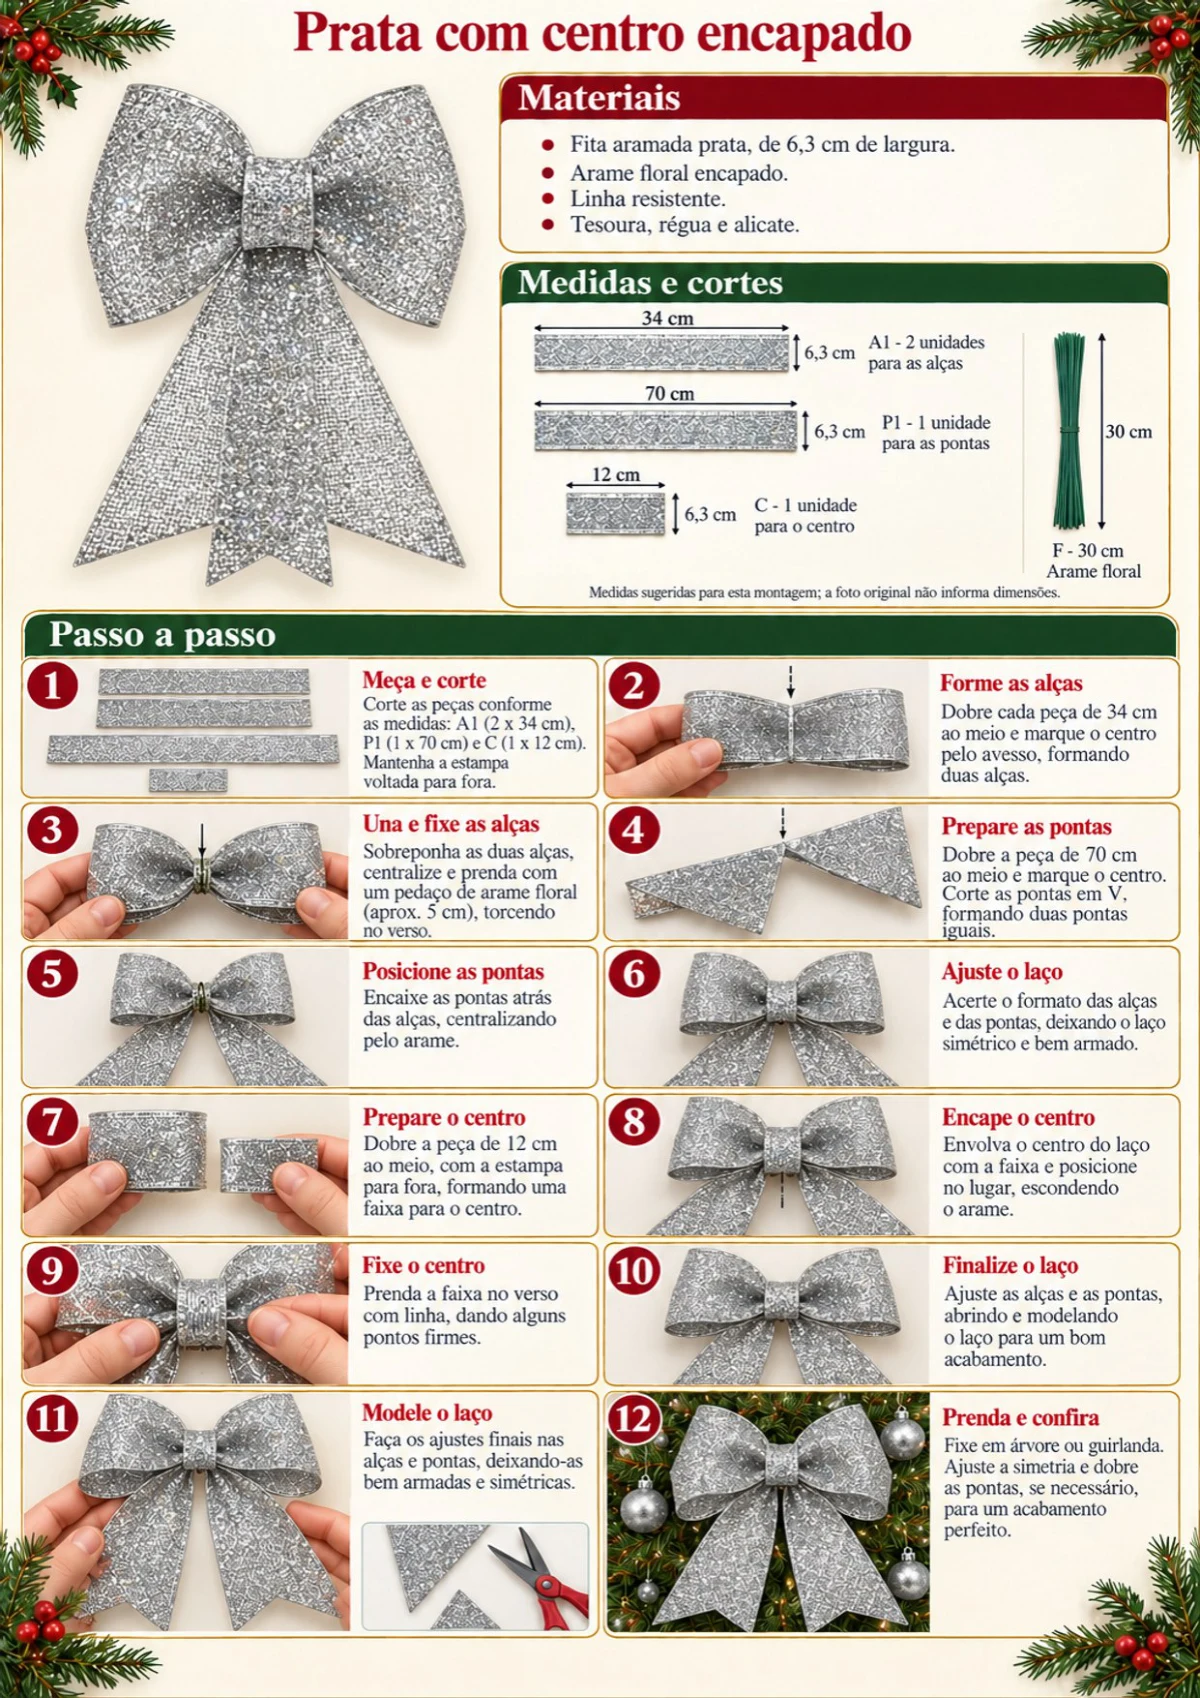 Prata com centro encapado
Materiais
Fita aramada prata, de 6,3 cm de largura.
Arame floral encapado.
Linha resistente.
Tesoura, régua e alicate.
Medidas e cortes
34 cm
6,3 cm
A1 - 2 unidades
para as alças
70 cm
6,3 cm
P1 - 1 unidade
para as pontas
12 cm
6,3 cm
C - 1 unidade
para o centro
30 cm
F - 30 cm
Arame floral
Medidas sugeridas para esta montagem; a foto original não informa dimensões.
Passo a passo
1
Meça e corte
Corte as peças conforme
as medidas: A1 (2 x 34 cm),
P1 (1 x 70 cm) e C (1 x 12 cm).
Mantenha a estampa
voltada para fora.
2
Forme as alças
Dobre cada peça de 34 cm
ao meio e marque o centro
pelo avesso, formando
duas alças.
3
Una e fixe as alças
Sobreponha as duas alças,
centralize e prenda com
um pedaço de arame floral
(aprox. 5 cm), torcendo
no verso.
4
Prepare as pontas
Dobre a peça de 70 cm
ao meio e marque o centro.
Corte as pontas em V,
formando duas pontas
iguais.
5
Posicione as pontas
Encaixe as pontas atrás
das alças, centralizando
pelo arame.
6
Ajuste o laço
Acerte o formato das alças
e das pontas, deixando o laço
simétrico e bem armado.
7
Prepare o centro
Dobre a peça de 12 cm
ao meio, com a estampa
para fora, formando uma
faixa para o centro.
8
Encape o centro
Envolva o centro do laço
com a faixa e posicione
no lugar, escondendo
o arame.
9
Fixe o centro
Prenda a faixa no verso
com linha, dando alguns
pontos firmes.
10
Finalize o laço
Ajuste as alças e as pontas,
abrindo e modelando
o laço para um bom
acabamento.
11
Modele o laço
Faça os ajustes finais nas
alças e pontas, deixando-as
bem armadas e simétricas.
12
Prenda e confira
Fixe em árvore ou guirlanda.
Ajuste a simetria e dobre
as pontas, se necessário,
para um acabamento
perfeito.